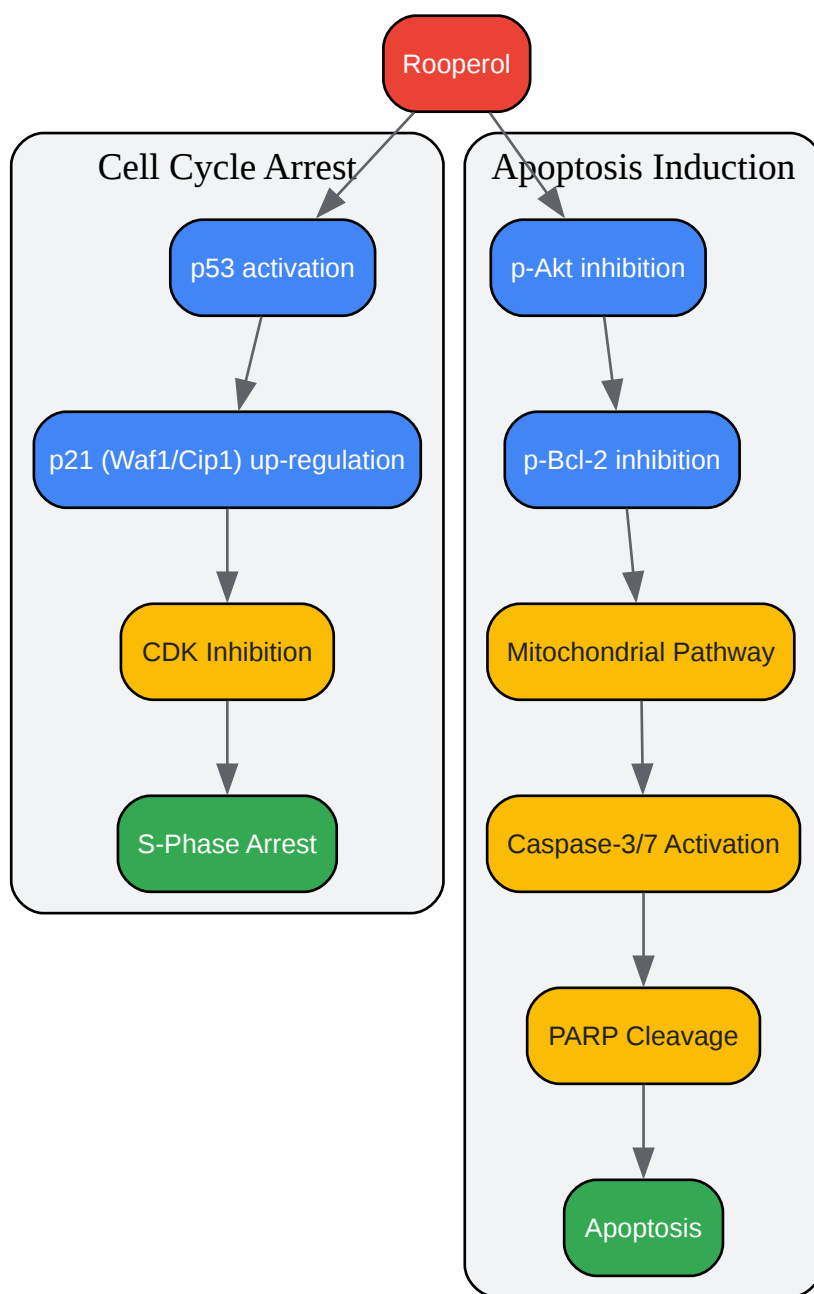 Rooperol
Cell Cycle Arrest
p53 activation
p21 (Waf1/Cip1) up-regulation
CDK Inhibition
S-Phase Arrest
Apoptosis Induction
p-Akt inhibition
p-Bcl-2 inhibition
Mitochondrial Pathway
Caspase-3/7 Activation
PARP Cleavage
Apoptosis